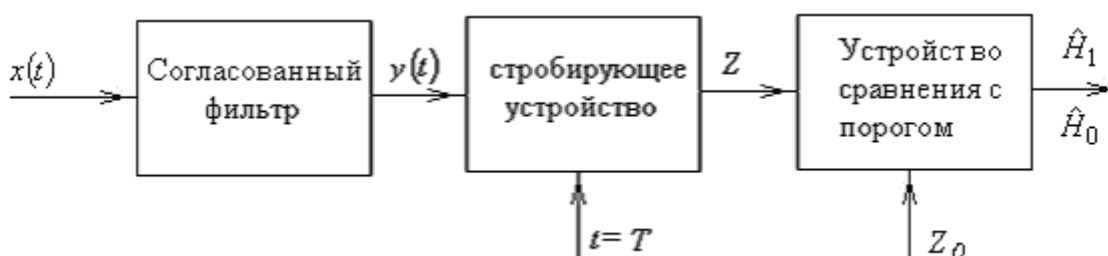 x(t)
Согласованный
фильтр
y(t)
стробирующее
устройство
Z
Устройство
сравнения с
порогом
Ĥ₁
Ĥ₀
t= T
Z₀